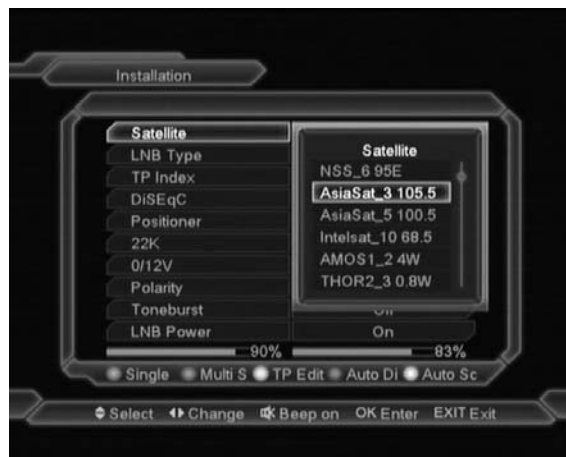 Installation
Satellite
LNB Type
TP Index
DiSEqC
Positioner
22K
0/12V
Polarity
Toneburst
LNB Power
Satellite
NSS_6 95E
AsiaSat_3 105.5
AsiaSat_5 100.5
Intelsat_10 68.5
AMOS1_2 4W
THOR2_3 0.8W
Off
On
90% 83%
Single Multi S TP Edit Auto Di Auto Sc
Select Change Beep on OK Enter EXIT Exit